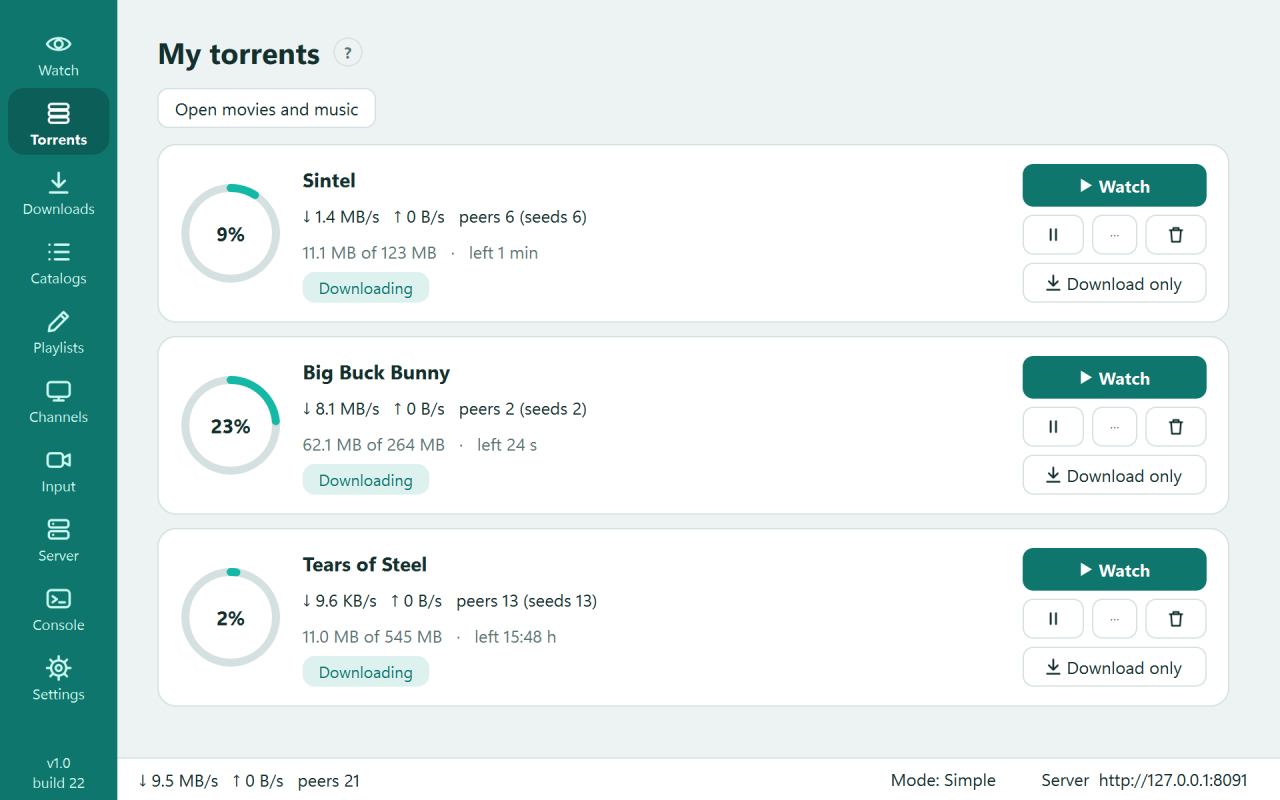 Watch
Torrents
Downloads
Catalogs
Playlists
Channels
Input
Server
Console
Settings
v1.0
build 22
My torrents ?
Open movies and music
9%
Sintel
↓ 1.4 MB/s ↑ 0 B/s peers 6 (seeds 6)
11.1 MB of 123 MB · left 1 min
Downloading
▶ Watch
...
Download only
23%
Big Buck Bunny
↓ 8.1 MB/s ↑ 0 B/s peers 2 (seeds 2)
62.1 MB of 264 MB · left 24 s
Downloading
▶ Watch
...
Download only
2%
Tears of Steel
↓ 9.6 KB/s ↑ 0 B/s peers 13 (seeds 13)
11.0 MB of 545 MB · left 15:48 h
Downloading
▶ Watch
...
Download only
↓ 9.5 MB/s ↑ 0 B/s peers 21
Mode: Simple
Server http://127.0.0.1:8091